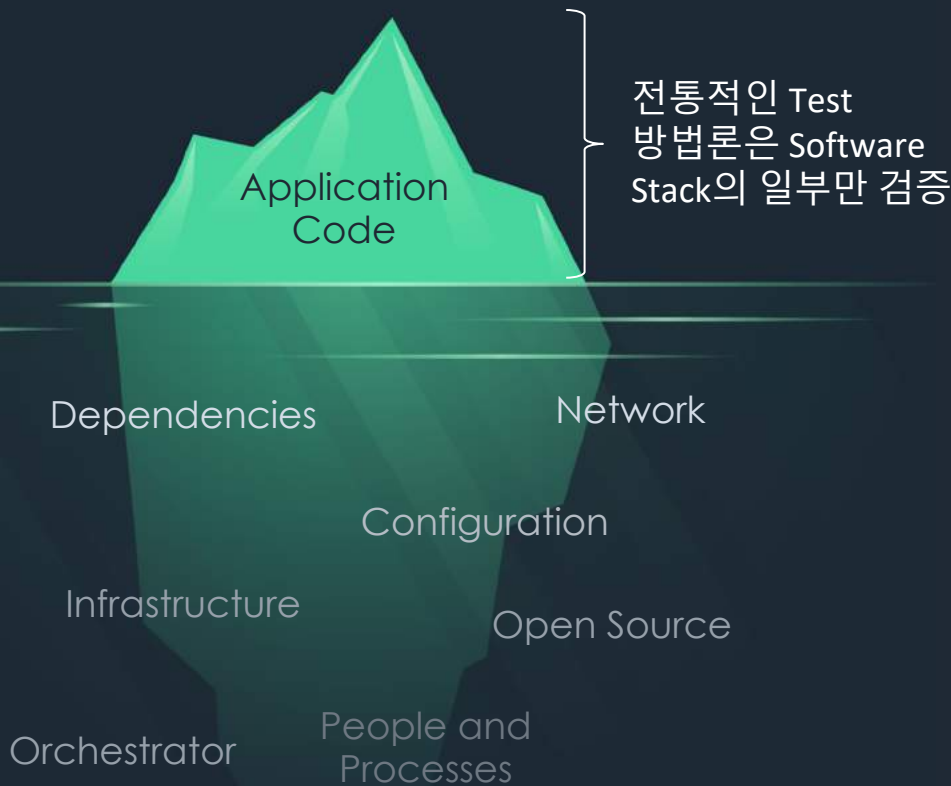 전통적인 Test
방법론은 Software
Stack의 일부만 검증
Application
Code
Dependencies
Network
Configuration
Infrastructure
Open Source
Orchestrator
People and
Processes